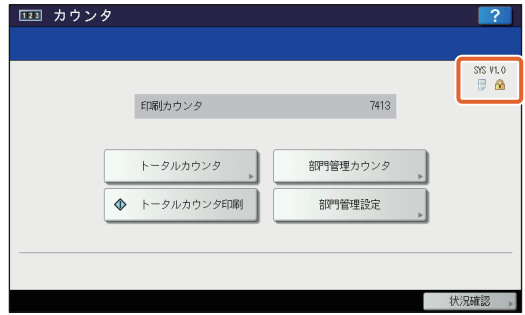 123 カウンタ ?
SYS V1.0
印刷カウンタ 7413
トータルカウンタ 部門管理カウンタ
トータルカウンタ印刷 部門管理設定
状況確認